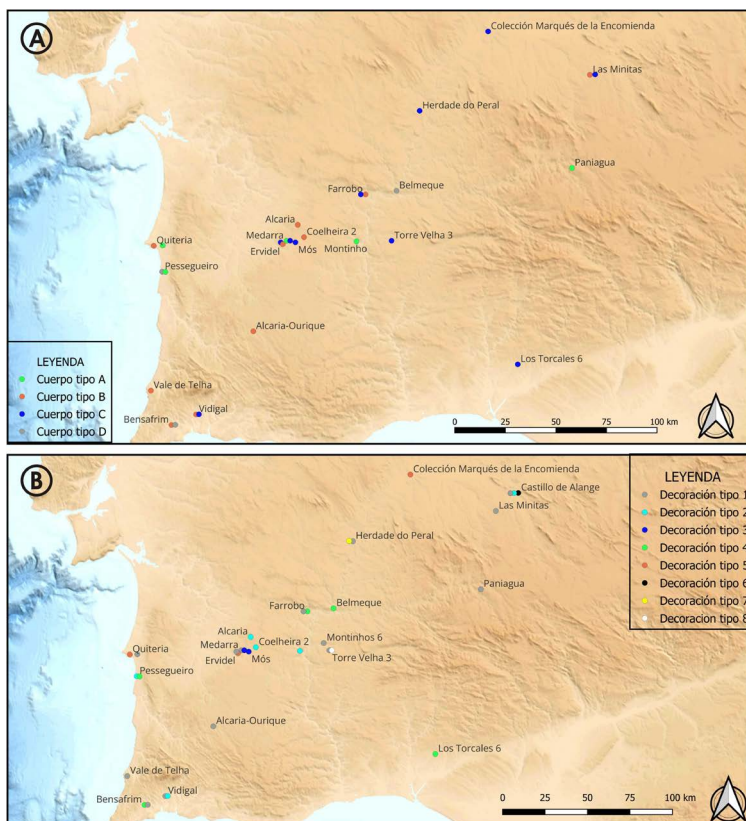 A
Colección Marqués de la Encomienda
Las Minitas
Herdade do Peral
Paniagua
Farrobo
Belmeque
Alcaria
Coelheira 2
Medarra
Quiteria
Torre Velha 3
Ervidel
Mós
Montinho
Pessegueiro
Alcaria-Ourique
Los Torcales 6
LEYENDA
Cuerpo tipo A
Cuerpo tipo B
Cuerpo tipo C
Cuerpo tipo D
Vale de Telha
Vidigal
Bensafrim
0 25 50 75 100 km
B
Colección Marqués de la Encomienda
LEYENDA
Decoración tipo 1
Decoración tipo 2
Decoración tipo 3
Decoración tipo 4
Decoración tipo 5
Decoración tipo 6
Decoración tipo 7
Decoracion tipo 8
Castillo de Alange
Las Minitas
Herdade do Peral
Paniagua
Farrobo
Belmeque
Alcaria
Coelheira 2
Montinhos 6
Medarra
Quiteria
Ervidel
Mós
Torre Velha 3
Pessegueiro
Alcaria-Ourique
Los Torcales 6
Vale de Telha
Vidigal
Bensafrim
0 25 50 75 100 km